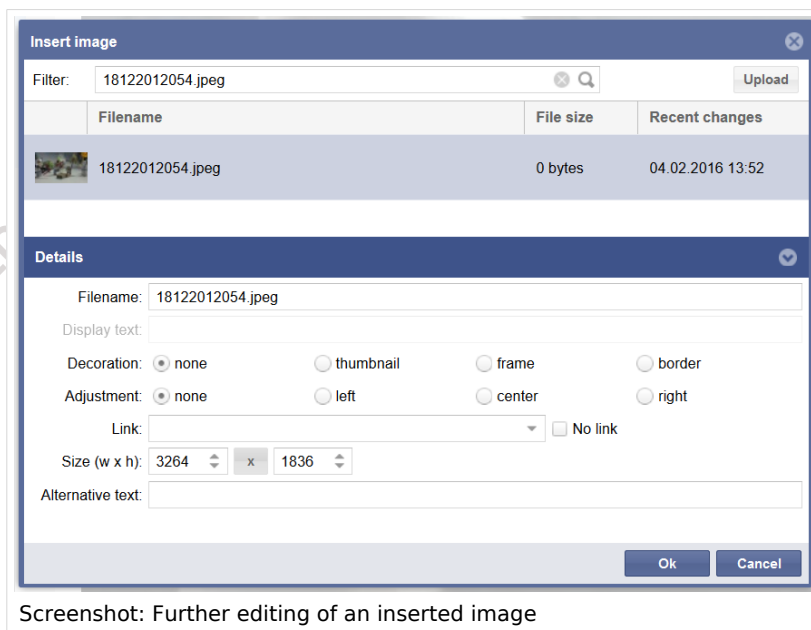 Insert image
Filter: 18122012054.jpeg Upload
Filename File size Recent changes
18122012054.jpeg 0 bytes 04.02.2016 13:52
Details
Filename: 18122012054.jpeg
Display text:
Decoration: none thumbnail frame border
Adjustment: none left center right
Link: No link
Size (w x h): 3264 x 1836
Alternative text:
Ok Cancel
Screenshot: Further editing of an inserted image